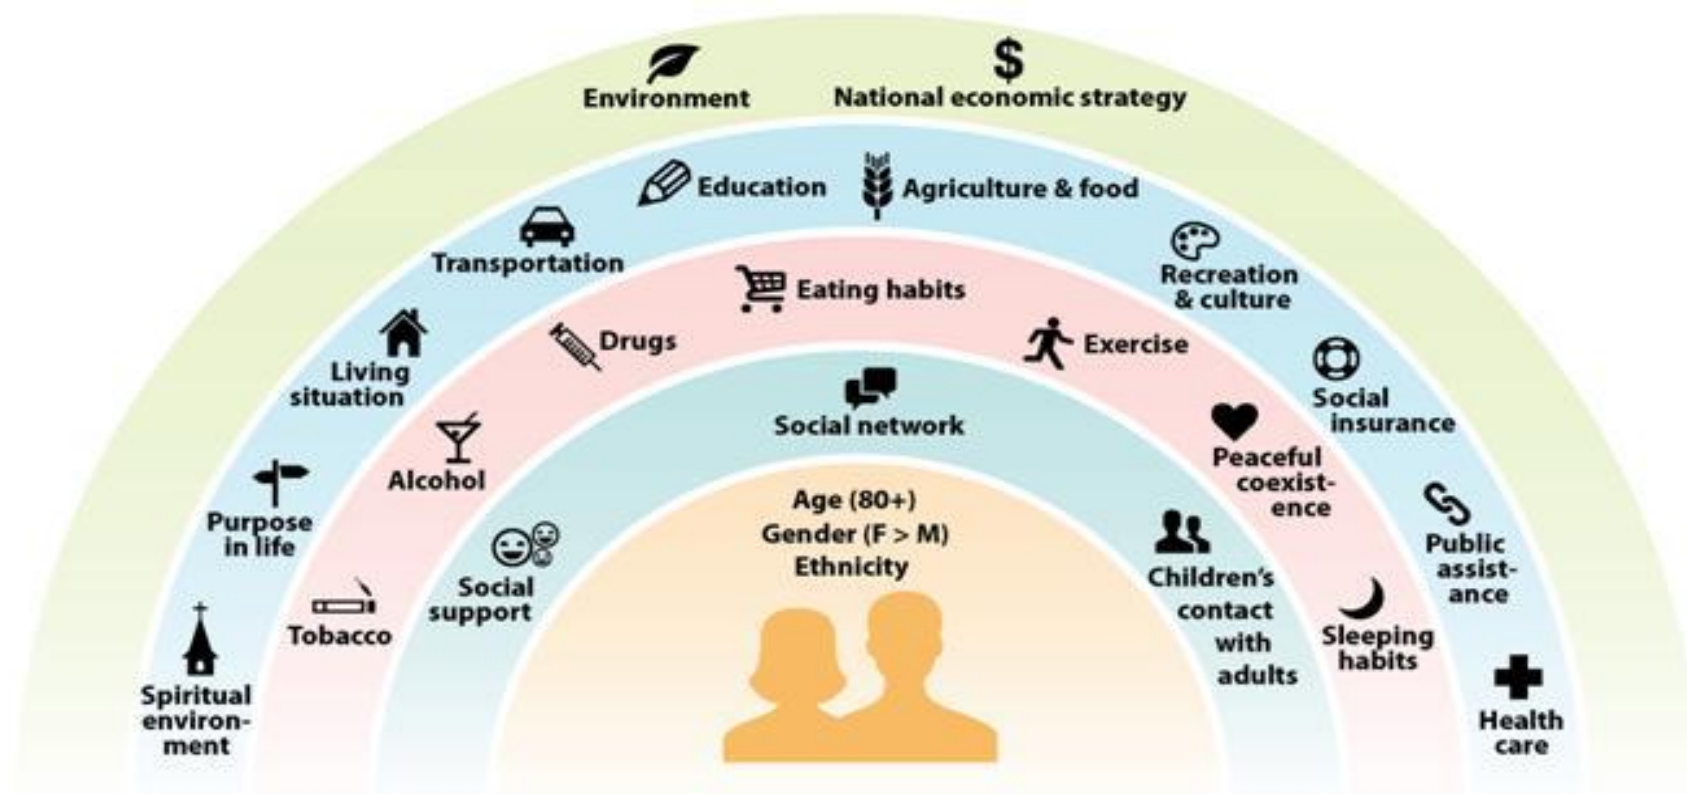 Environment
$
National economic strategy
Education
Agriculture & food
Transportation
Recreation
& culture
Living
situation
Social
insurance
Purpose
in life
Public
assist-
ance
Spiritual
environ-
ment
Health
care
Eating habits
Drugs
Exercise
Alcohol
Peaceful
coexist-
ence
Tobacco
Sleeping
habits
Social network
Social
support
Children's
contact
with
adults
Age (80+)
Gender (F > M)
Ethnicity